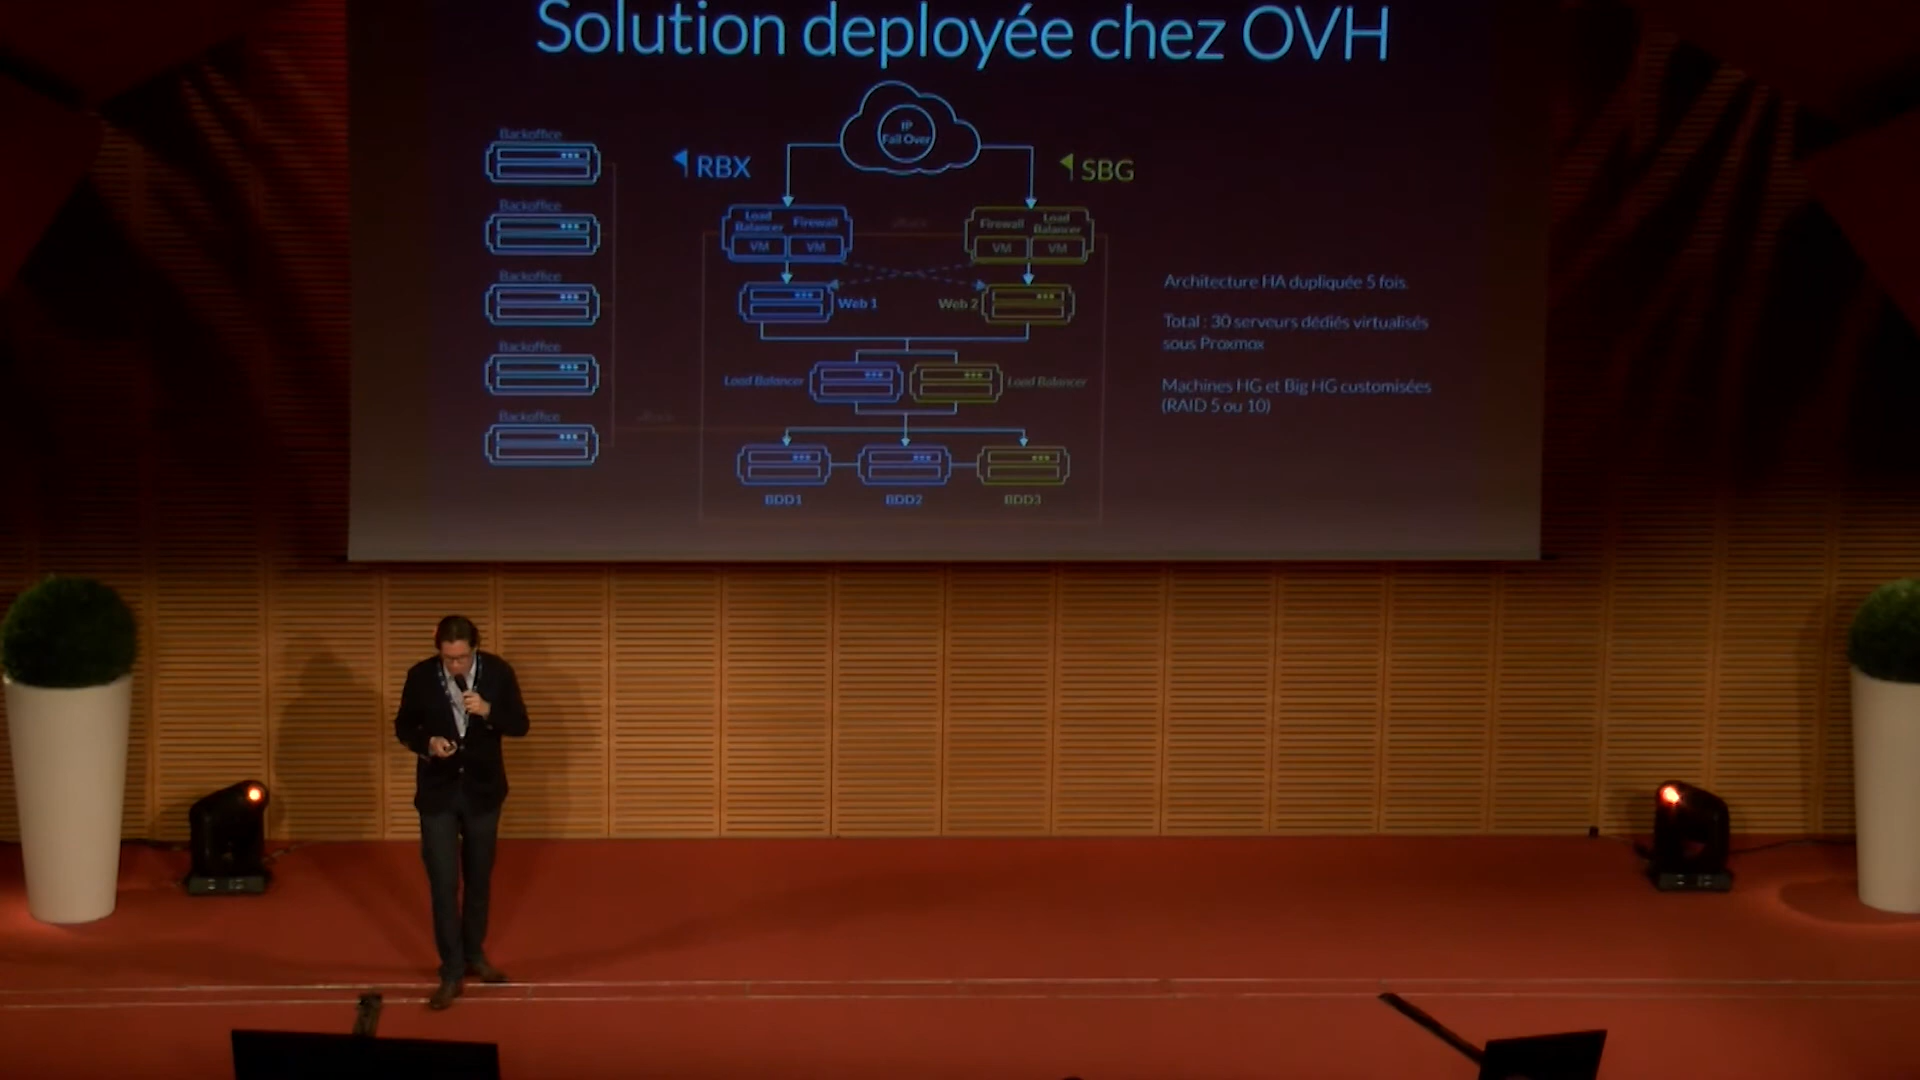 Solution deployée chez OVH
IP
Fail Over
RBX
SBG
Backoffice
Backoffice
Backoffice
Backoffice
Backoffice
Load
Balancer
Firewall
VM
VM
Firewall
Load
Balancer
VM
VM
Web 1
Web 2
Load Balancer
Load Balancer
BDD1
BDD2
BDD3
Architecture HA dupliquée 5 fois
Total : 30 serveurs dédiés virtualisés
sous Proxmox
Machines HG et Big HG customisées
(RAID 5 ou 10)